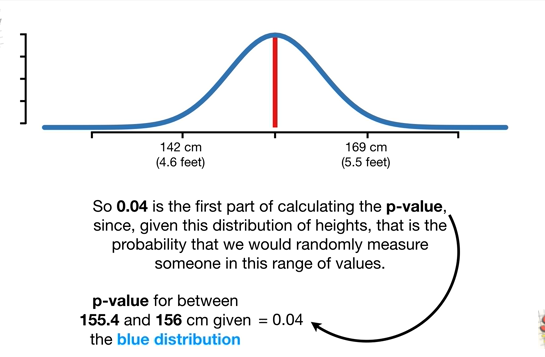 142 cm
(4.6 feet)
169 cm
(5.5 feet)
So 0.04 is the first part of calculating the p-value,
since, given this distribution of heights, that is the
probability that we would randomly measure
someone in this range of values.
p-value for between
155.4 and 156 cm given = 0.04
the blue distribution